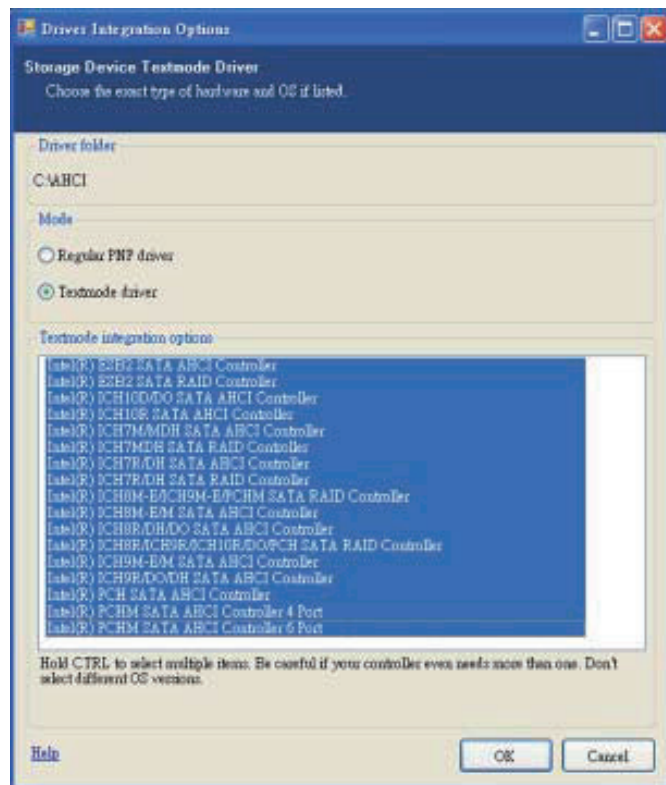 Driver Integration Options
Storage Device Textmode Driver
Choose the exact type of hardware and OS if listed.
Driver folder
C:\AHCI
Mode
Regular PNP driver
Textmode driver
Textmode integration options
Intel(R) ESB2 SATA AHCI Controller
Intel(R) ESB2 SATA RAID Controller
Intel(R) ICH10D/DO SATA AHCI Controller
Intel(R) ICH10R SATA AHCI Controller
Intel(R) ICH7M/MDH SATA AHCI Controller
Intel(R) ICH7MDH SATA RAID Controller
Intel(R) ICH7R/DH SATA AHCI Controller
Intel(R) ICH7R/DH SATA RAID Controller
Intel(R) ICH8M-E/ICH9M-E/PCHM SATA RAID Controller
Intel(R) ICH8M-E/M SATA AHCI Controller
Intel(R) ICH8R/DH/DO SATA AHCI Controller
Intel(R) ICH8R/ICH9R/ICH10R/DO/PCH SATA RAID Controller
Intel(R) ICH9M-E/M SATA AHCI Controller
Intel(R) ICH9R/DO/DH SATA AHCI Controller
Intel(R) PCH SATA AHCI Controller
Intel(R) PCHM SATA AHCI Controller 4 Port
Intel(R) PCHM SATA AHCI Controller 6 Port
Hold CTRL to select multiple items. Be careful if your controller even needs more than one. Don't
select different OS versions.
Help
OK
Cancel